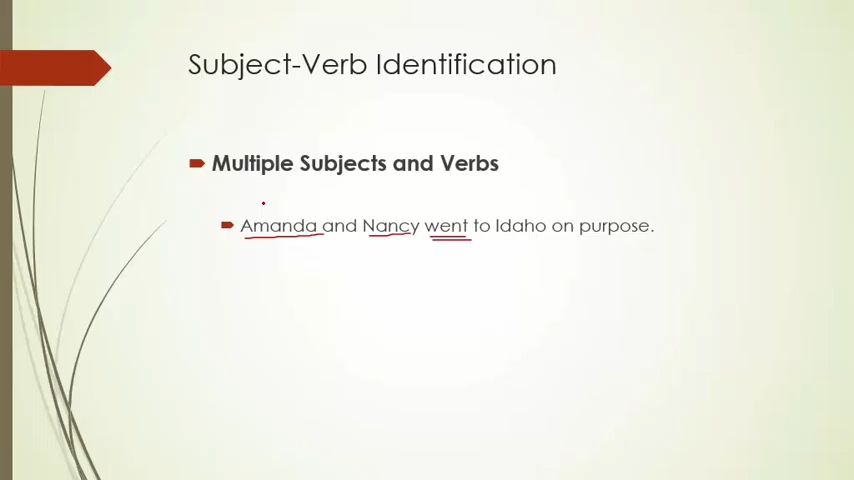 Subject-Verb Identification
Multiple Subjects and Verbs
Amanda and Nancy went to Idaho on purpose.